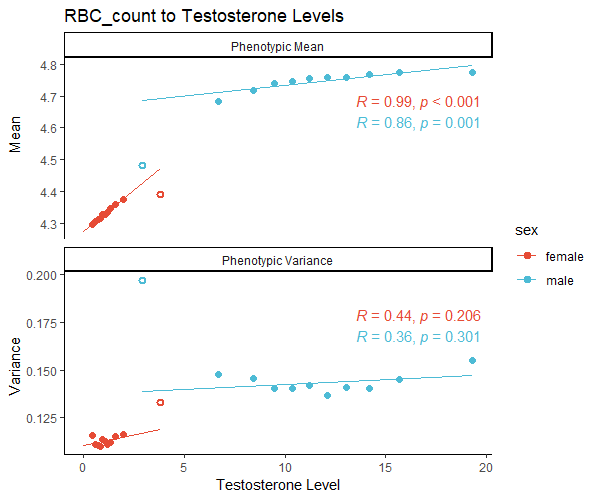 RBC_count to Testosterone Levels
Phenotypic Mean
4.8
4.7
4.6
4.5
4.4
4.3
Mean
R = 0.99, p < 0.001
R = 0.86, p = 0.001
Phenotypic Variance
0.200
0.175
0.150
0.125
Variance
R = 0.44, p = 0.206
R = 0.36, p = 0.301
0 5 10 15 20
Testosterone Level
sex
female
male